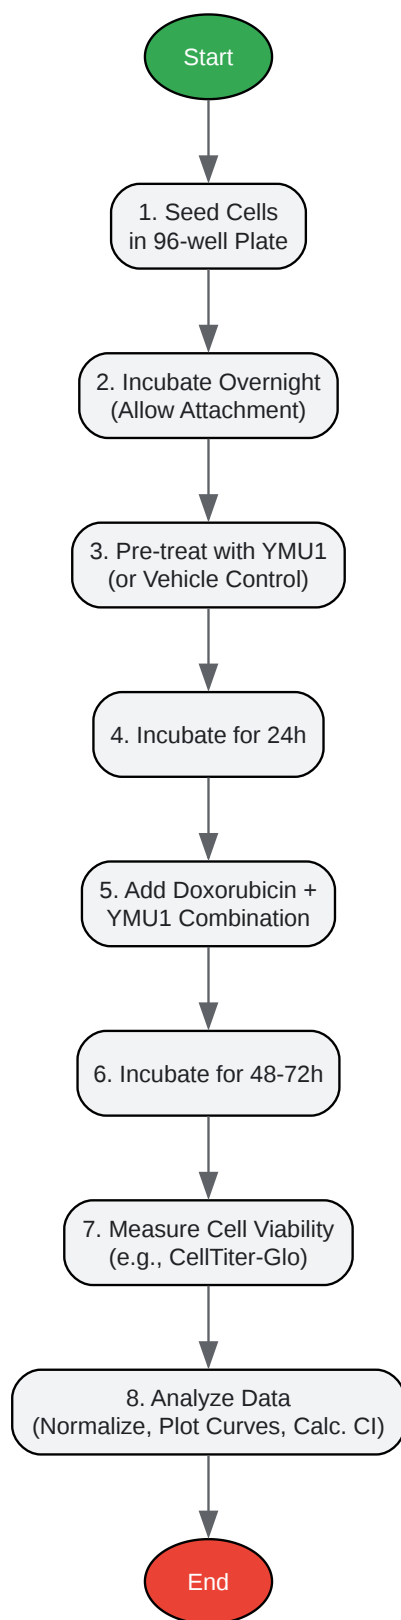 Start
1. Seed Cells
in 96-well Plate
2. Incubate Overnight
(Allow Attachment)
3. Pre-treat with YMU1
(or Vehicle Control)
4. Incubate for 24h
5. Add Doxorubicin +
YMU1 Combination
6. Incubate for 48-72h
7. Measure Cell Viability
(e.g., CellTiter-Glo)
8. Analyze Data
(Normalize, Plot Curves, Calc. CI)
End